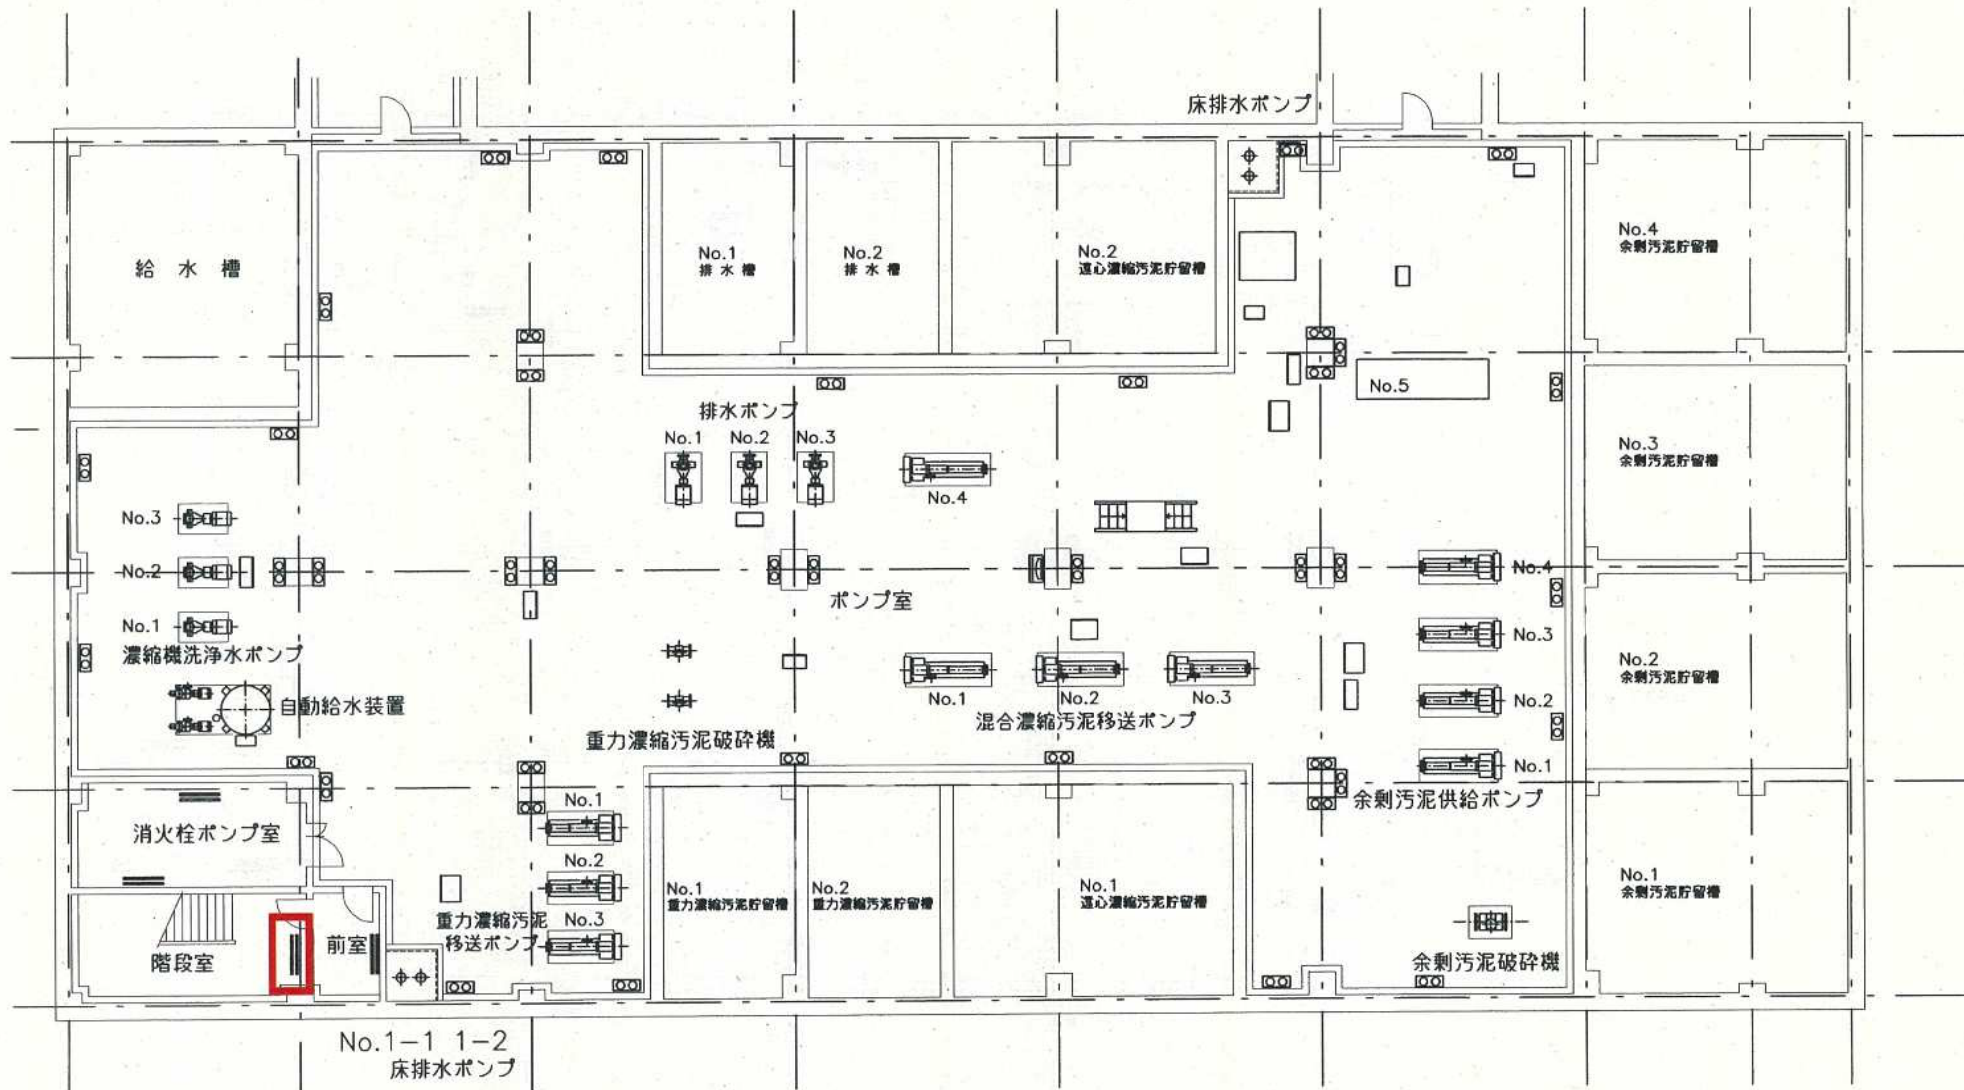 床排水ポンプ
給 水 槽
No.1
排 水 槽
No.2
排 水 槽
No.2
遠心濃縮汚泥貯留槽
No.4
余剰汚泥貯留槽
No.5
排水ポンプ
No.1
No.2
No.3
No.4
No.3
余剰汚泥貯留槽
No.3
No.2
No.1
濃縮機洗浄水ポンプ
自動給水装置
ポンプ室
重力濃縮汚泥破砕機
No.1
No.2
No.3
混合濃縮汚泥移送ポンプ
No.4
No.3
No.2
No.1
余剰汚泥供給ポンプ
No.2
余剰汚泥貯留槽
消火栓ポンプ室
階段室
前室
No.1
No.2
No.3
重力濃縮汚泥
移送ポンプ
No.1
重力濃縮汚泥貯留槽
No.2
重力濃縮汚泥貯留槽
No.1
遠心濃縮汚泥貯留槽
余剰汚泥破砕機
No.1
余剰汚泥貯留槽
No.1-1 1-2
床排水ポンプ